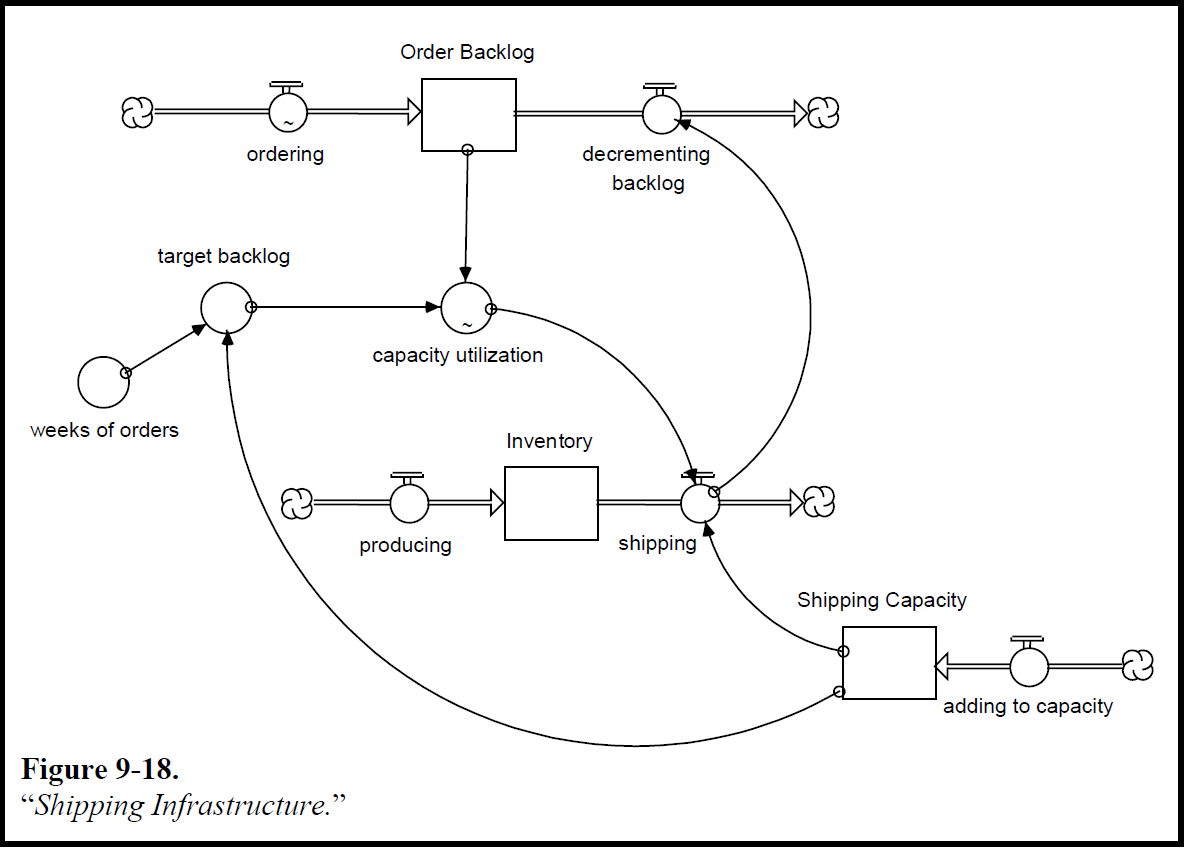 Order Backlog
~
ordering
decrementing
backlog
target backlog
~
capacity utilization
weeks of orders
Inventory
producing
shipping
Shipping Capacity
adding to capacity
Figure 9-18.
“Shipping Infrastructure.”